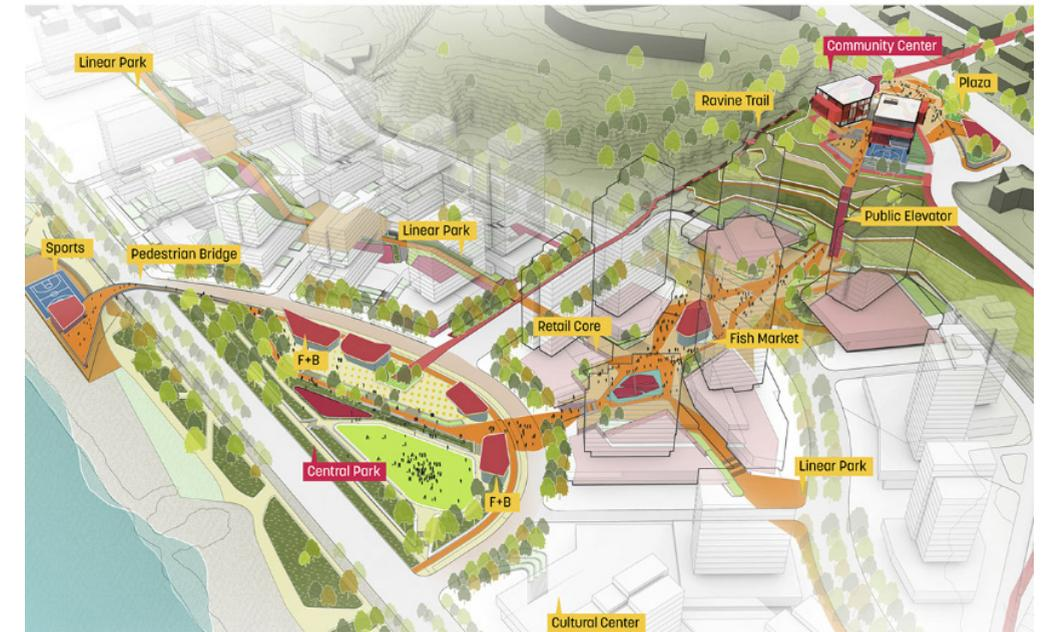 Community Center
Linear Park
Plaza
Ravine Trail
Public Elevator
Linear Park
Sports
Pedestrian Bridge
Retail Core
Fish Market
F+B
Central Park
Linear Park
F+B
Cultural Center